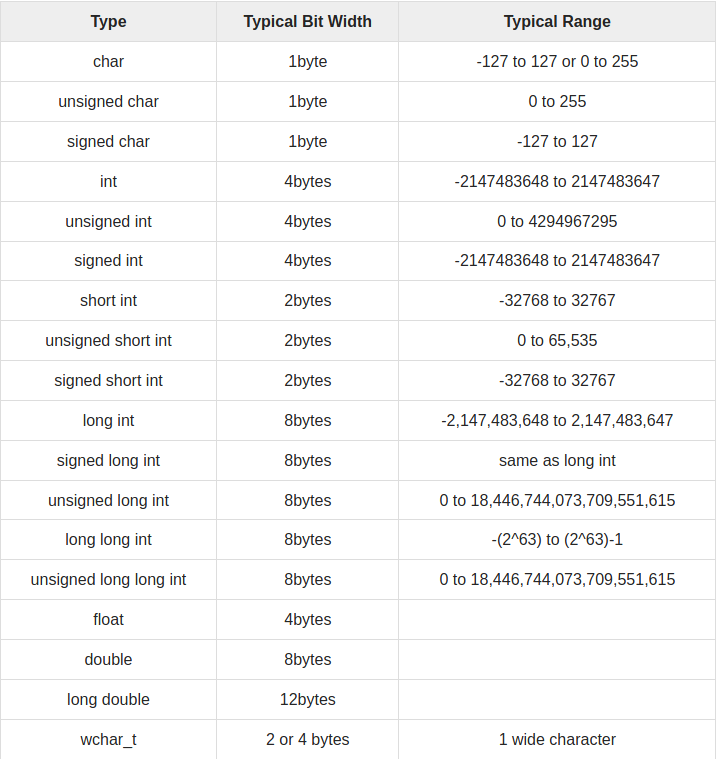 Type Typical Bit Width Typical Range
char 1byte -127 to 127 or 0 to 255
unsigned char 1byte 0 to 255
signed char 1byte -127 to 127
int 4bytes -2147483648 to 2147483647
unsigned int 4bytes 0 to 4294967295
signed int 4bytes -2147483648 to 2147483647
short int 2bytes -32768 to 32767
unsigned short int 2bytes 0 to 65,535
signed short int 2bytes -32768 to 32767
long int 8bytes -2,147,483,648 to 2,147,483,647
signed long int 8bytes same as long int
unsigned long int 8bytes 0 to 18,446,744,073,709,551,615
long long int 8bytes -(2^63) to (2^63)-1
unsigned long long int 8bytes 0 to 18,446,744,073,709,551,615
float 4bytes
double 8bytes
long double 12bytes
wchar_t 2 or 4 bytes 1 wide character